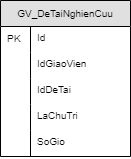 GV_DeTaiNghienCuu
PK Id
IdGiaoVien
IdDeTai
LaChuTri
SoGio